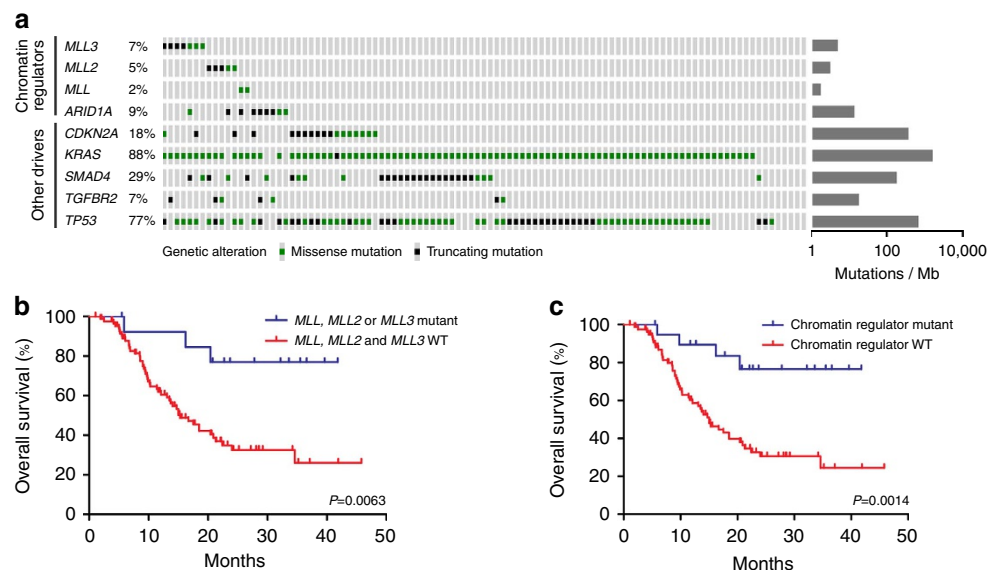 a
Chromatin
regulators
MLL3 7%
MLL2 5%
MLL 2%
ARID1A 9%
Other drivers
CDKN2A 18%
KRAS 88%
SMAD4 29%
TGFBR2 7%
TP53 77%
Genetic alteration Missense mutation Truncating mutation
1 100 10,000
Mutations / Mb
b
Overall survival (%)
100
80
60
40
20
0
MLL, MLL2 or MLL3 mutant
MLL, MLL2 and MLL3 WT
P=0.0063
0 10 20 30 40 50
Months
c
Overall survival (%)
100
80
60
40
20
0
Chromatin regulator mutant
Chromatin regulator WT
P=0.0014
0 10 20 30 40 50
Months